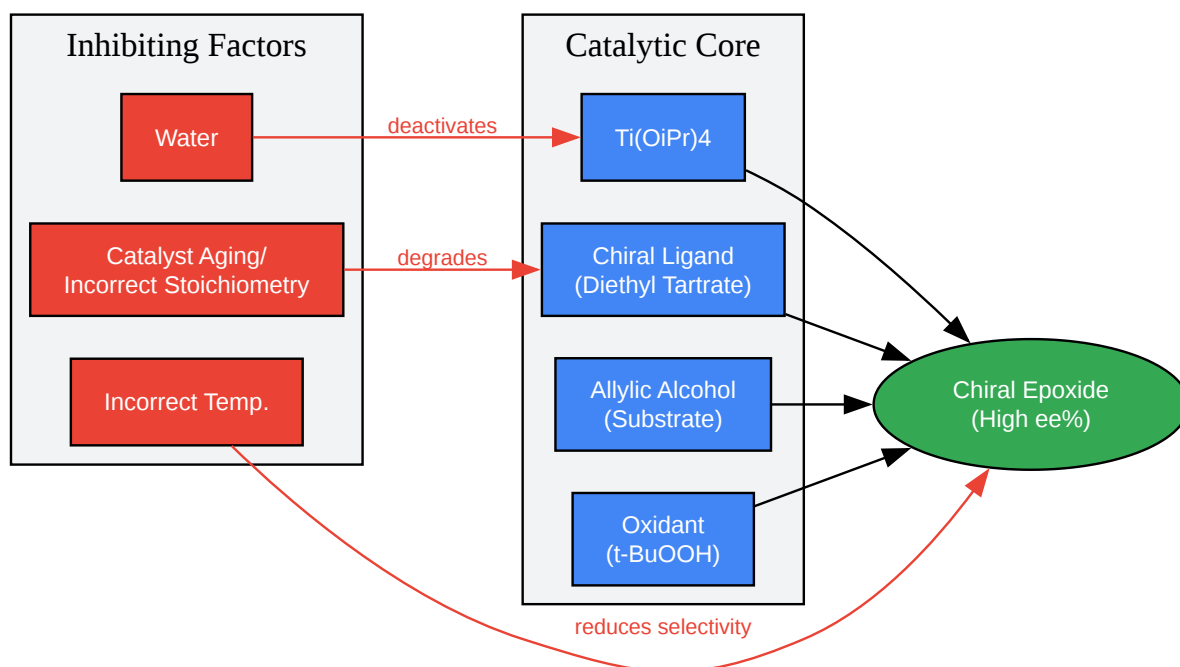 Inhibiting Factors
Catalytic Core
Water
deactivates
Ti(OiPr)4
Catalyst Aging/
Incorrect Stoichiometry
degrades
Chiral Ligand
(Diethyl Tartrate)
Incorrect Temp.
Allylic Alcohol
(Substrate)
Chiral Epoxide
(High ee%)
Oxidant
(t-BuOOH)
reduces selectivity